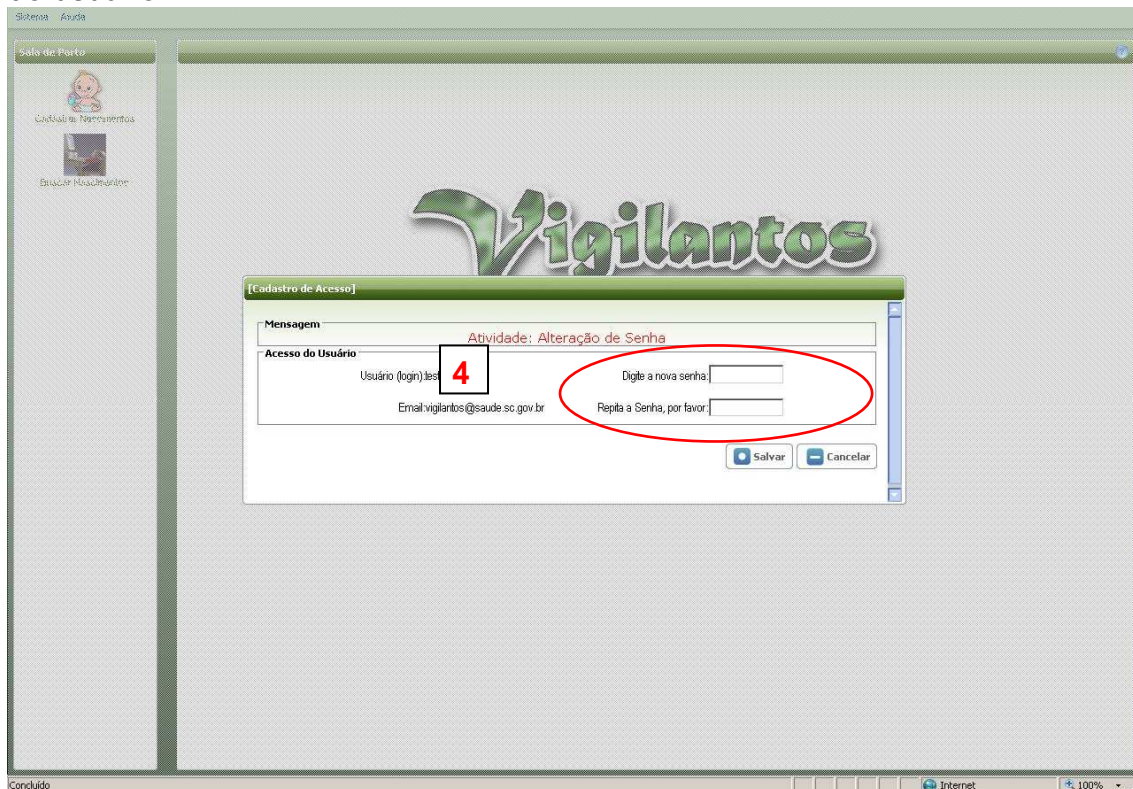 Sistema Ajuda
Sala de Parto
Cadastrar Nascimentos
Buscar Nascimentos
Vigilantos
[Cadastro de Acesso]
Mensagem
Atividade: Alteração de Senha
Acesso do Usuário
Usuário (login):test
4
Digite a nova senha:
Email:vigilantos@saude.sc.gov.br
Repita a Senha, por favor:
Salvar
Cancelar
Concluído
Internet
100%